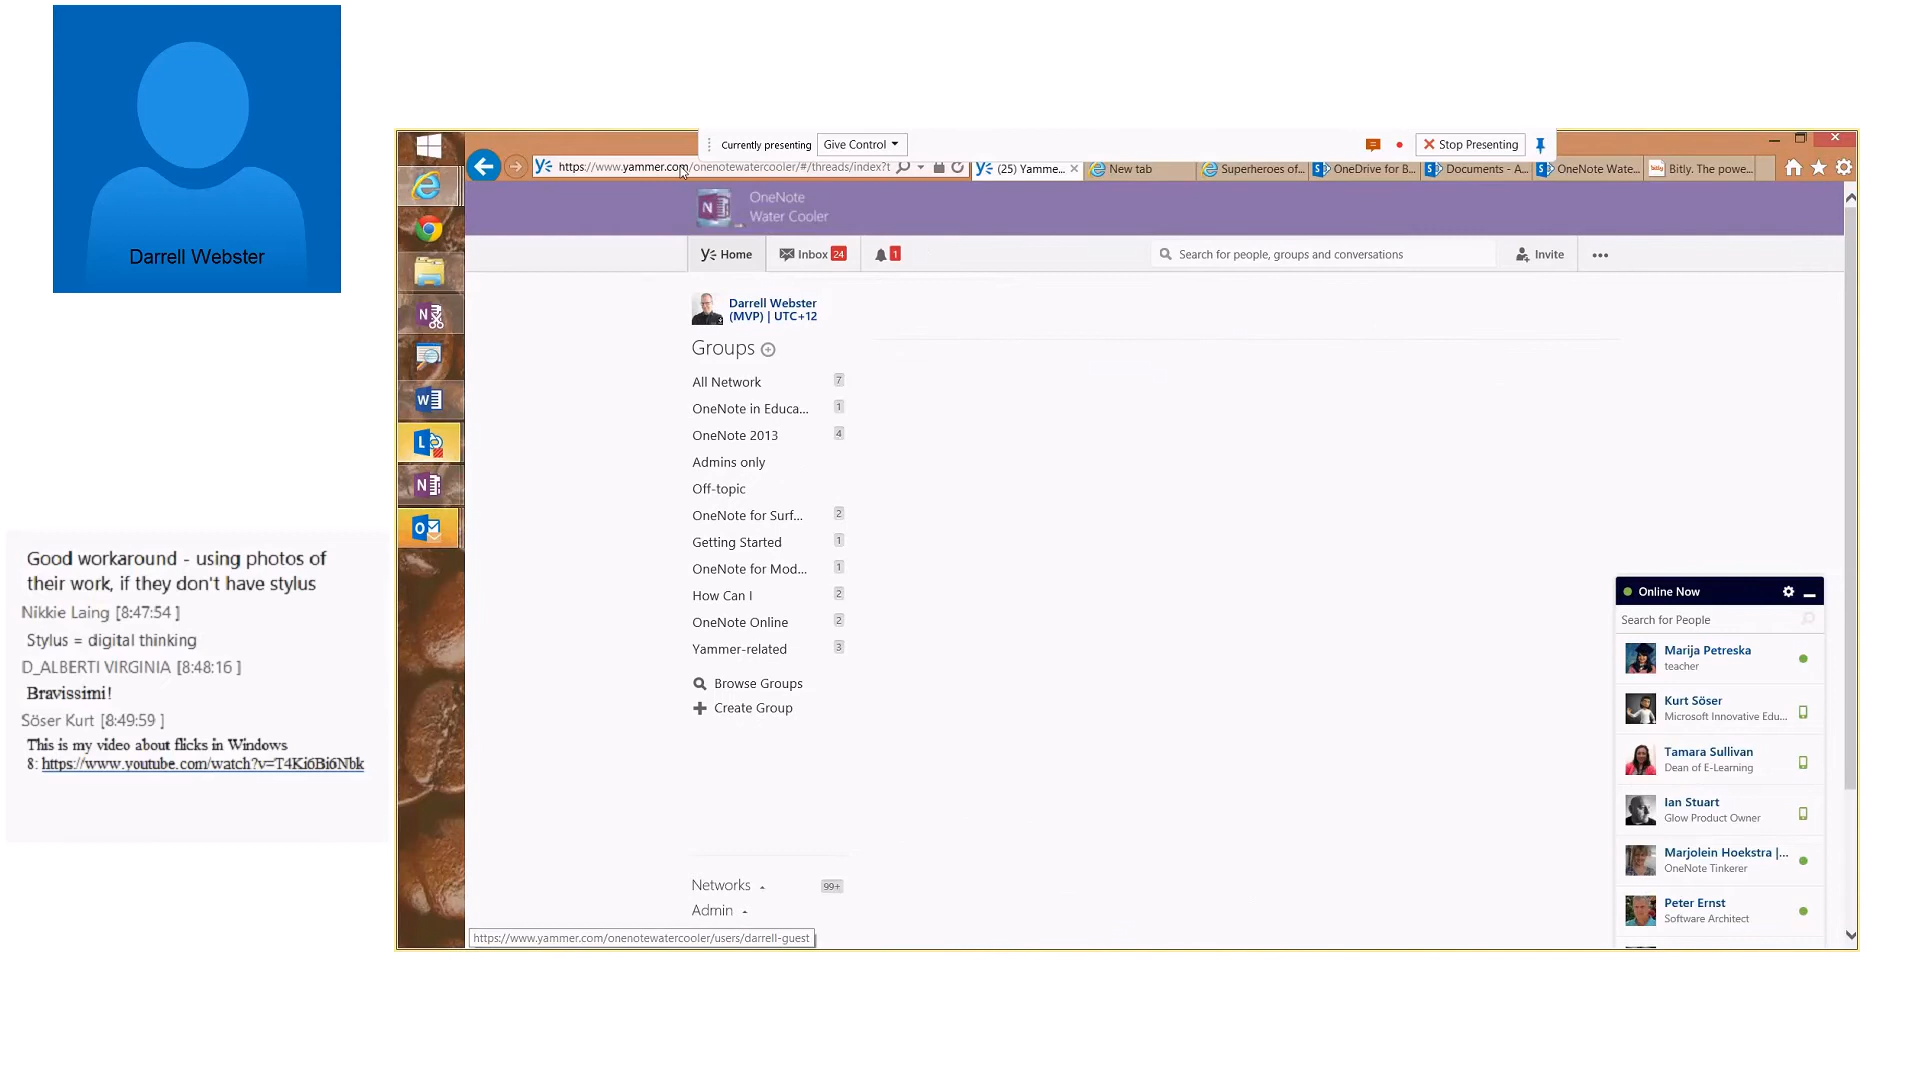 Darrell Webster
Good workaround - using photos of
their work, if they don't have stylus
Nikkie Laing [8:47:54 ]
Stylus = digital thinking
D_ALBERTI VIRGINIA [8:48:16 ]
Bravissimi!
Söser Kurt [8:49:59 ]
This is my video about flicks in Windows
8: https://www.youtube.com/watch?v=T4Ki6Bi6Nbk
Currently presenting
Give Control
Stop Presenting
https://www.yammer.com/onenotewatercooler/#/threads/index?t
(25) Yamme...
New tab
Superheroes of...
OneDrive for B...
Documents - A...
OneNote Wate...
Bitly. The powe...
OneNote
Water Cooler
Home
Inbox 24
1
Search for people, groups and conversations
Invite
Darrell Webster
(MVP) | UTC+12
Groups
All Network 7
OneNote in Educa... 1
OneNote 2013 4
Admins only
Off-topic
OneNote for Surf... 2
Getting Started 1
OneNote for Mod... 1
How Can I 2
OneNote Online 2
Yammer-related 3
Browse Groups
Create Group
Networks 99+
Admin
https://www.yammer.com/onenotewatercooler/users/darrell-guest
Online Now
Search for People
Marija Petreska
teacher
Kurt Söser
Microsoft Innovative Edu...
Tamara Sullivan
Dean of E-Learning
Ian Stuart
Glow Product Owner
Marjolein Hoekstra |...
OneNote Tinkerer
Peter Ernst
Software Architect